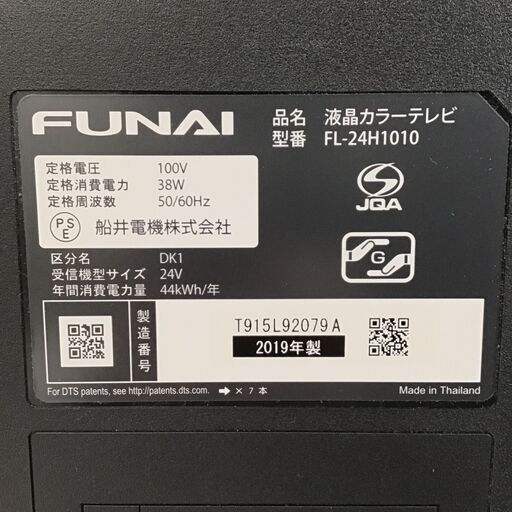 FUNAI
品名 液晶カラーテレビ
型番 FL-24H1010
定格電圧 100V
定格消費電力 38W
定格周波数 50/60Hz
PSE 船井電機株式会社
JQA
G
区分名 DK1
受信機型サイズ 24V
年間消費電力量 44kWh/年
製造番号
T915L92079A
2019年製
For DTS patents, see http://patents.dts.com. ➡ × 7 本
Made in Thailand